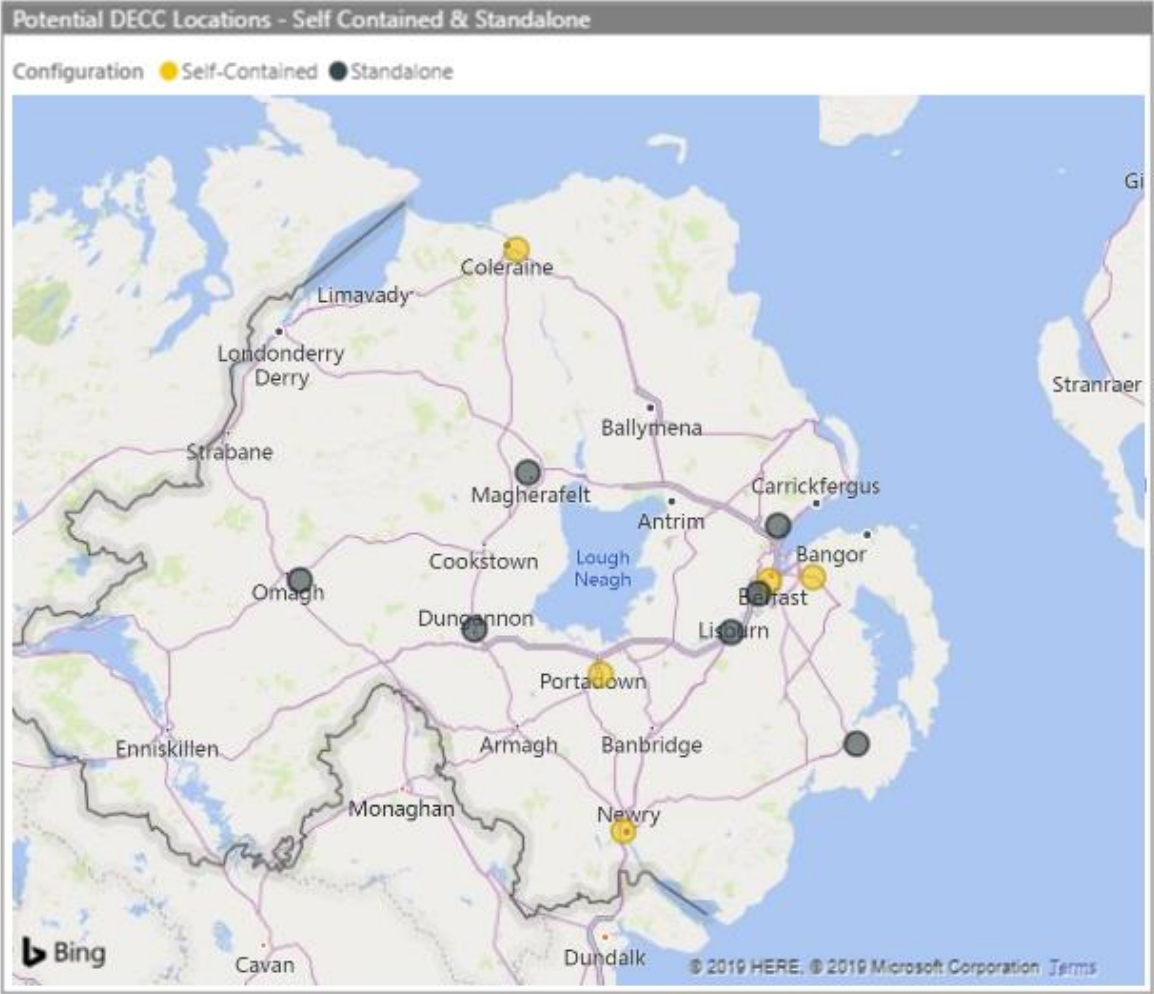 Potential DECC Locations - Self Contained & Standalone
Configuration Self-Contained Standalone
Gi
Coleraine
Limavady
Londonderry
Derry
Stranraer
Ballymena
Strabane
Magherafelt
Carrickfergus
Antrim
Cookstown
Lough
Neagh
Bangor
Omagh
Belfast
Dungannon
Lisburn
Portadown
Enniskillen
Armagh
Banbridge
Monaghan
Newry
Bing
Cavan
Dundalk
© 2019 HERE, © 2019 Microsoft Corporation Terms